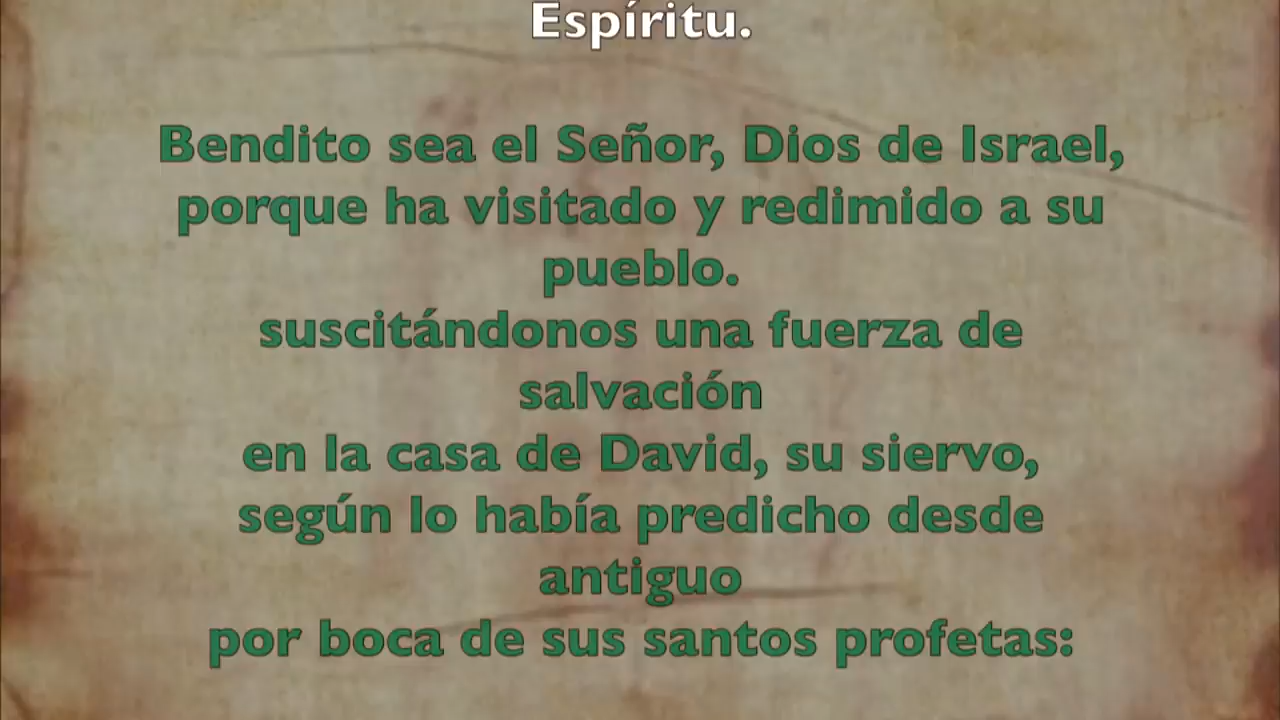 Espíritu.
Bendito sea el Señor, Dios de Israel,
porque ha visitado y redimido a su
pueblo.
suscitándonos una fuerza de
salvación
en la casa de David, su siervo,
según lo había predicho desde
antiguo
por boca de sus santos profetas: